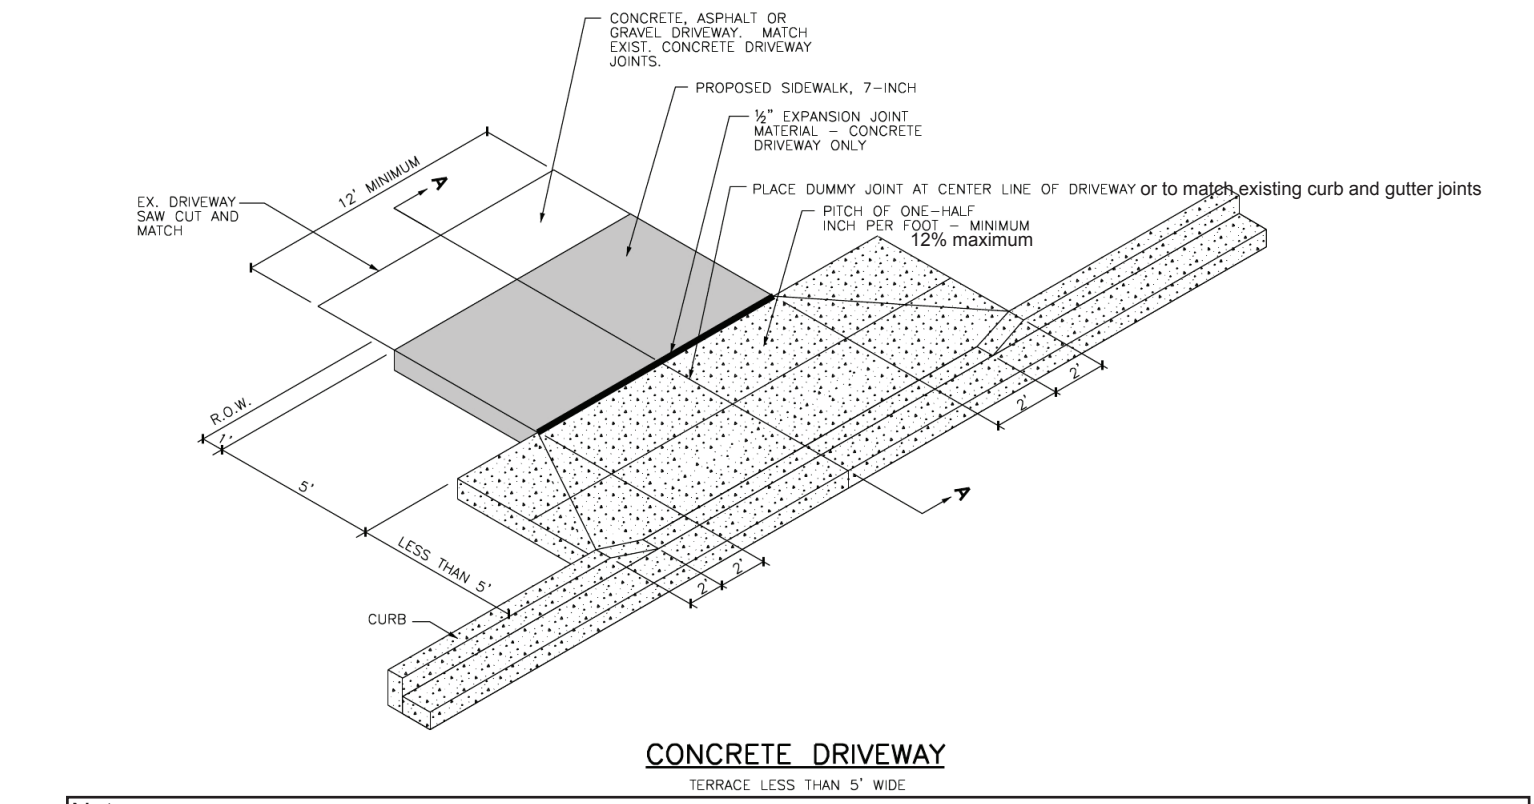 CONCRETE, ASPHALT OR
GRAVEL DRIVEWAY. MATCH
EXIST. CONCRETE DRIVEWAY
JOINTS.
PROPOSED SIDEWALK, 7-INCH
½" EXPANSION JOINT
MATERIAL - CONCRETE
DRIVEWAY ONLY
PLACE DUMMY JOINT AT CENTER LINE OF DRIVEWAY or to match existing curb and gutter joints
PITCH OF ONE-HALF
INCH PER FOOT - MINIMUM
12% maximum
12' MINIMUM
A
EX. DRIVEWAY
SAW CUT AND
MATCH
R.O.W.
1'
5'
LESS THAN 5'
2'
2'
A
2'
2'
CURB
CONCRETE DRIVEWAY
TERRACE LESS THAN 5' WIDE